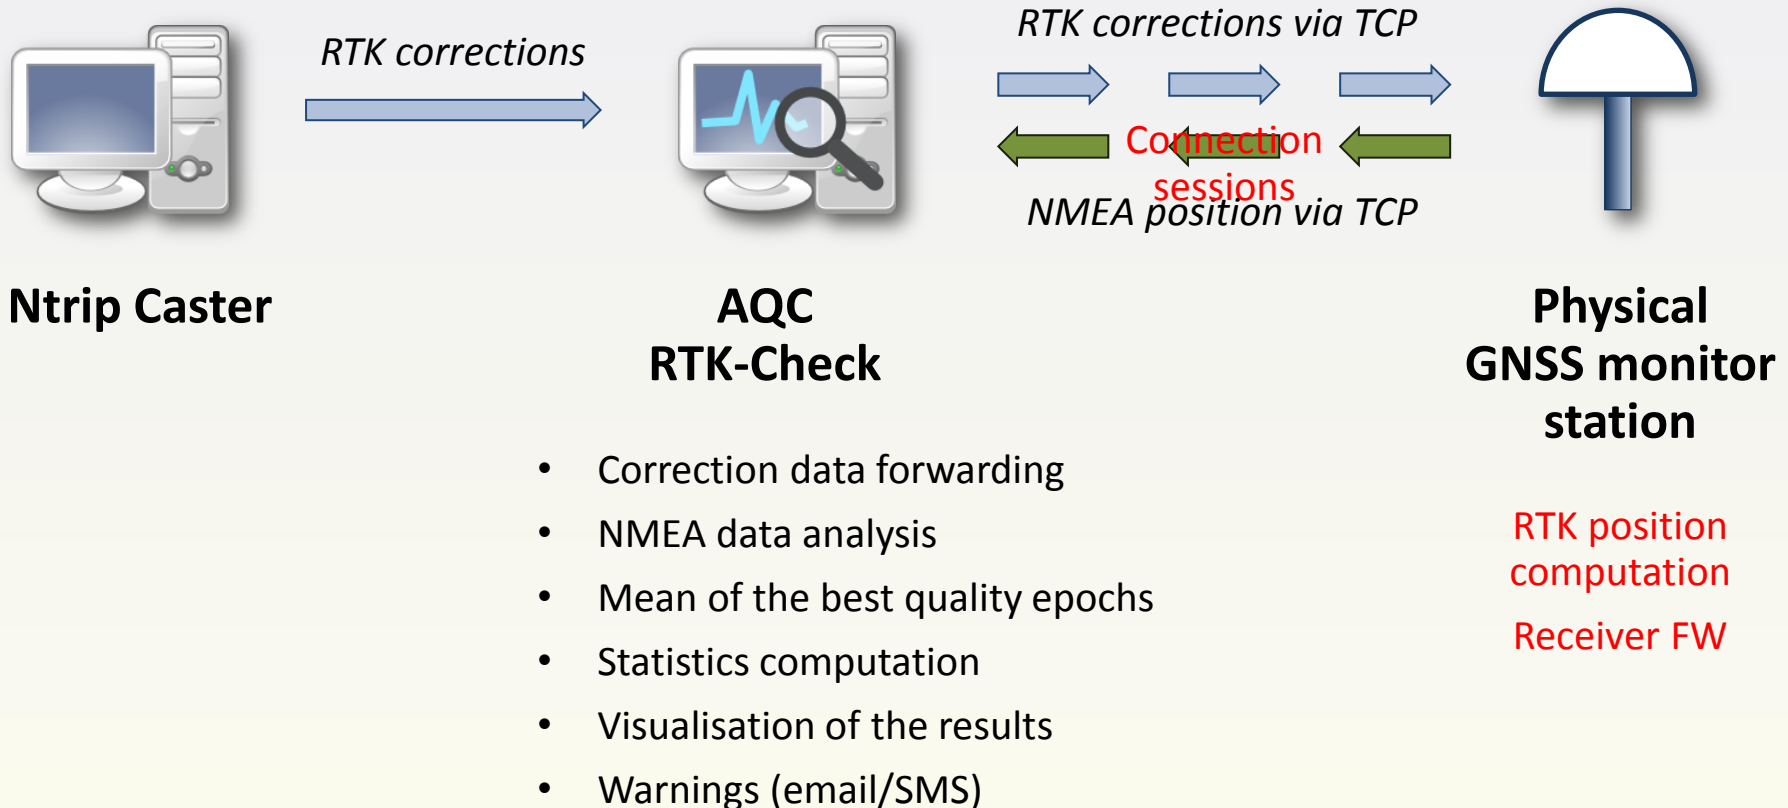 RTK corrections
RTK corrections via TCP
Connection
sessions
NMEA position via TCP
Ntrip Caster
AQC
RTK-Check
Physical
GNSS monitor
station
• Correction data forwarding
• NMEA data analysis
• Mean of the best quality epochs
• Statistics computation
• Visualisation of the results
• Warnings (email/SMS)
RTK position
computation
Receiver FW